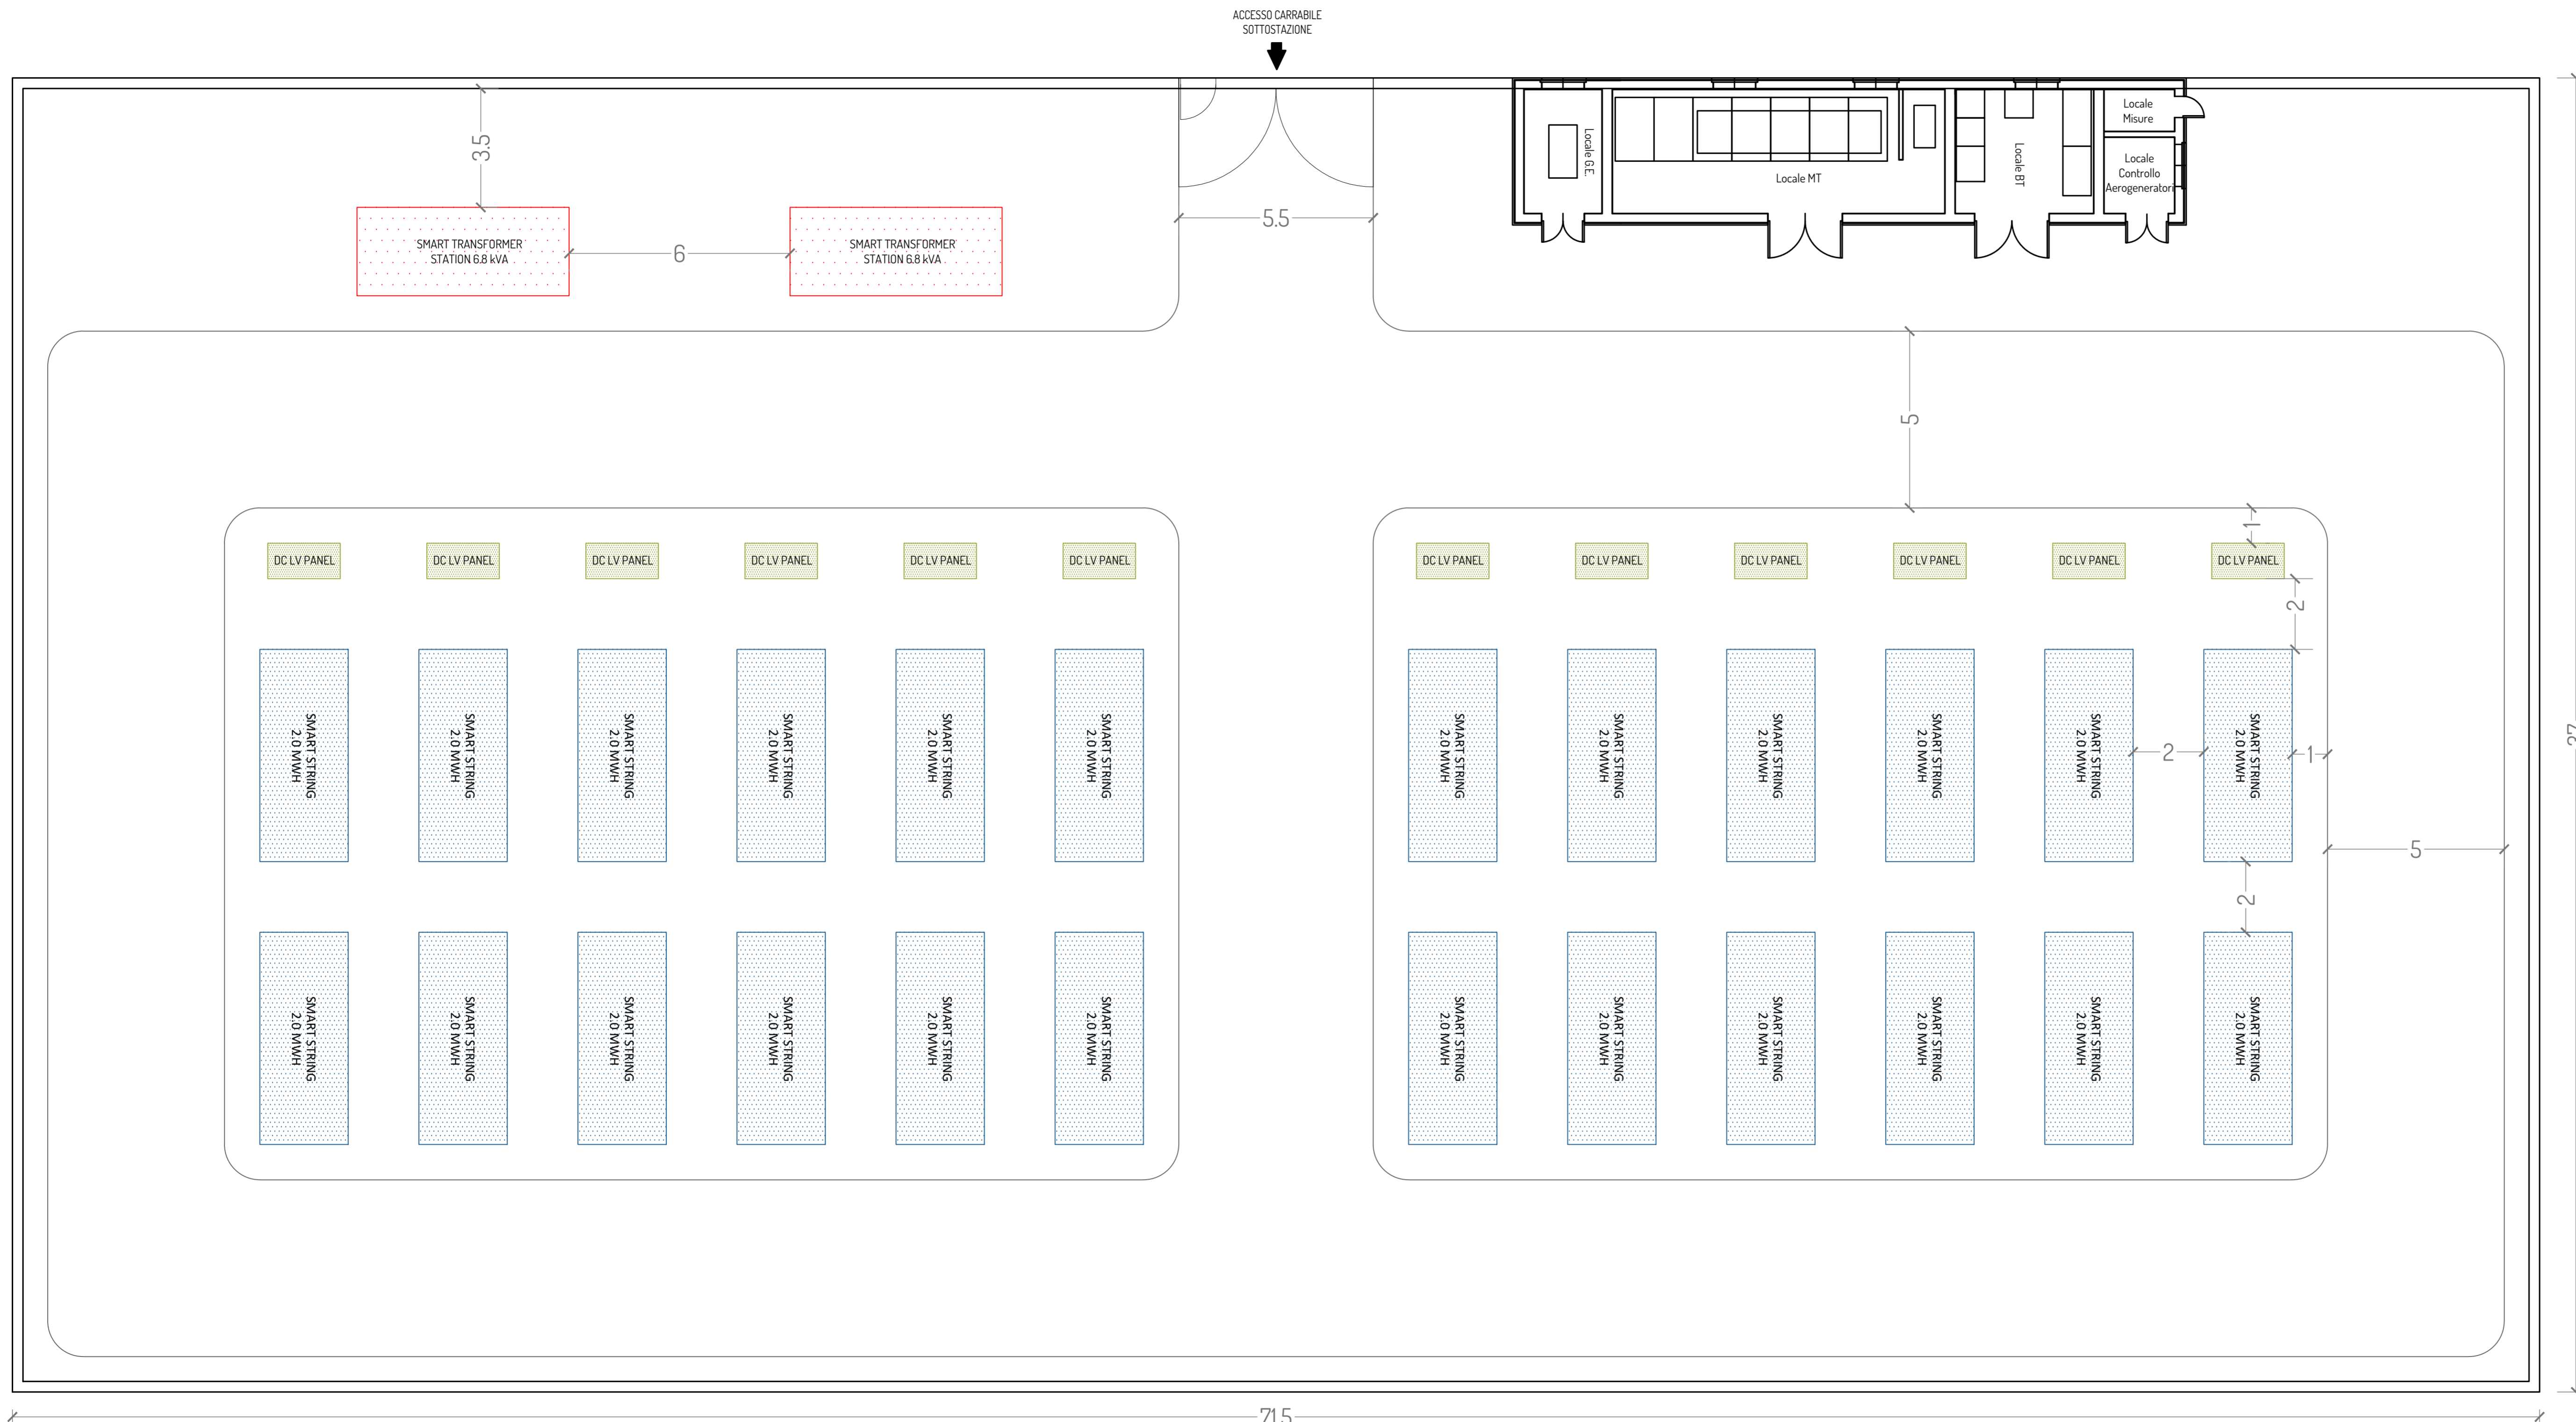 ACCESSO CARRABILE
SOTTOSTAZIONE
3.5
SMART TRANSFORMER
STATION 6.8 kVA
6
SMART TRANSFORMER
STATION 6.8 kVA
5.5
Locale G.E.
Locale MT
Locale BT
Locale
Misure
Locale
Controllo
Aerogeneratori
5
1
DC LV PANEL
DC LV PANEL
DC LV PANEL
DC LV PANEL
DC LV PANEL
DC LV PANEL
DC LV PANEL
DC LV PANEL
DC LV PANEL
DC LV PANEL
DC LV PANEL
DC LV PANEL
2
SMART STRING
2.0 MWH
SMART STRING
2.0 MWH
SMART STRING
2.0 MWH
SMART STRING
2.0 MWH
SMART STRING
2.0 MWH
SMART STRING
2.0 MWH
SMART STRING
2.0 MWH
SMART STRING
2.0 MWH
SMART STRING
2.0 MWH
SMART STRING
2.0 MWH
SMART STRING
2.0 MWH
2
SMART STRING
2.0 MWH
1
5
2
SMART STRING
2.0 MWH
SMART STRING
2.0 MWH
SMART STRING
2.0 MWH
SMART STRING
2.0 MWH
SMART STRING
2.0 MWH
SMART STRING
2.0 MWH
SMART STRING
2.0 MWH
SMART STRING
2.0 MWH
SMART STRING
2.0 MWH
SMART STRING
2.0 MWH
SMART STRING
2.0 MWH
SMART STRING
2.0 MWH
71.5